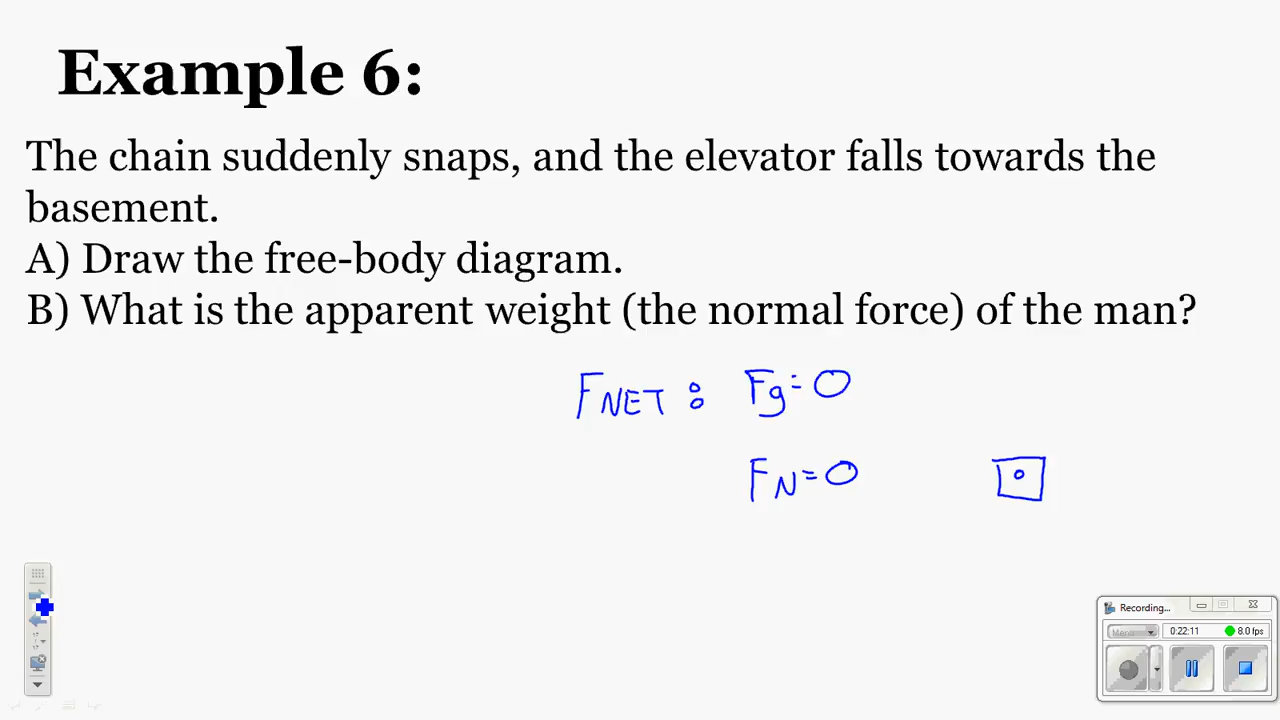 Example 6:
The chain suddenly snaps, and the elevator falls towards the
basement.
A) Draw the free-body diagram.
B) What is the apparent weight (the normal force) of the man?
FNET : Fg = 0
FN = 0
Recording...
Menu
0:22:11 8.0 fps